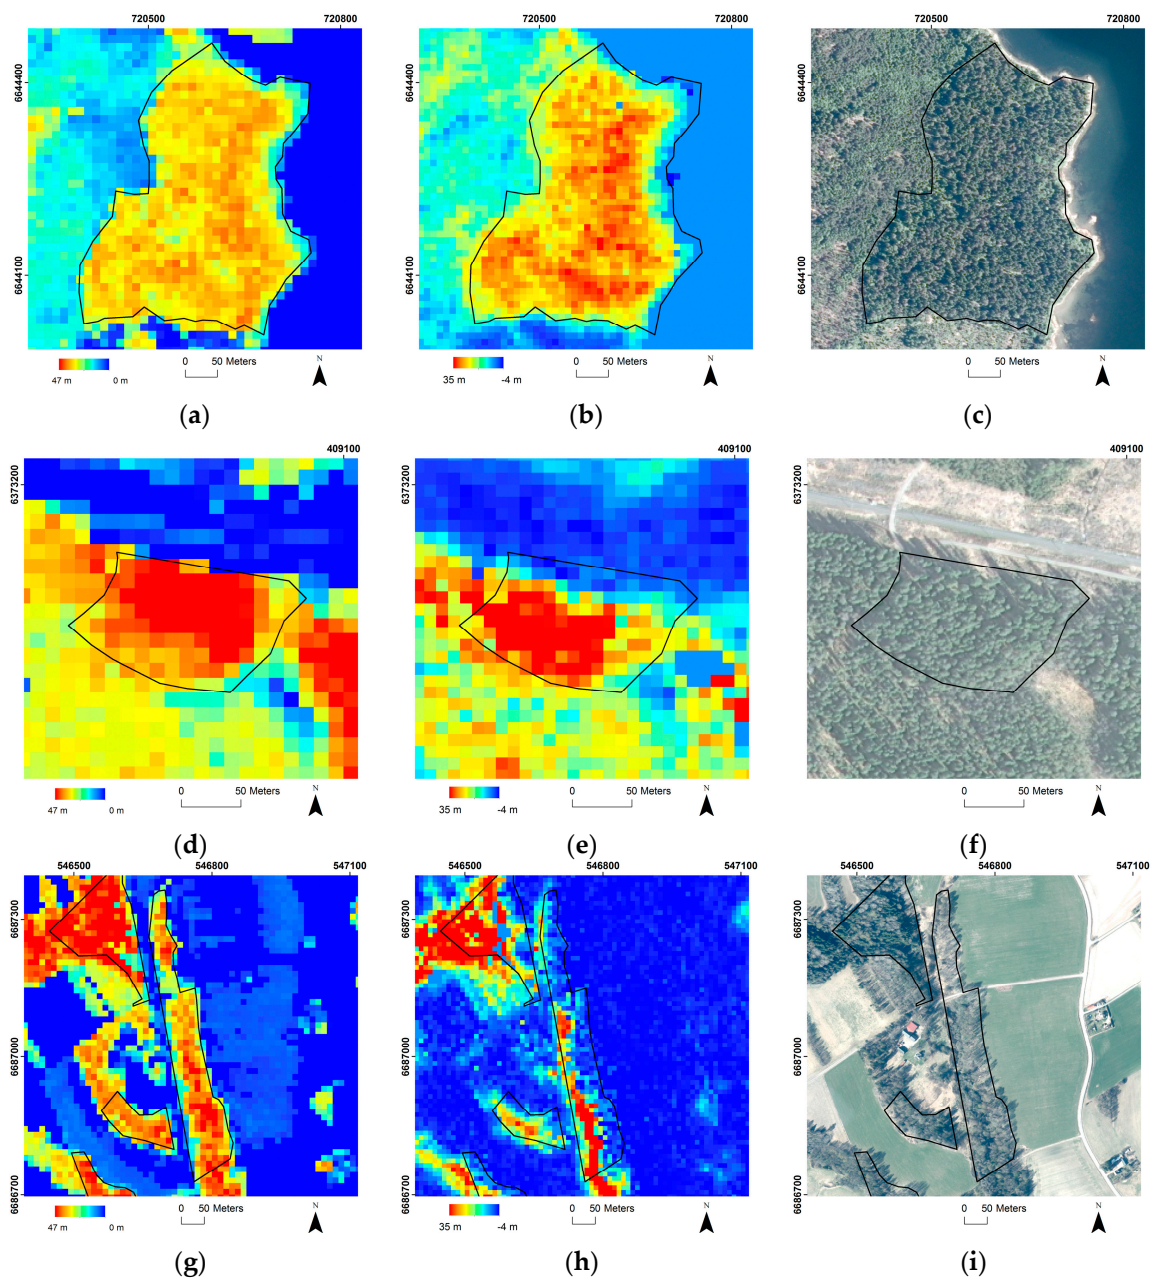 720500 720800 720500 720800 720500 720800
6644400 6644400 6644400
6644100 6644100 6644100
47 m 0 m 0 50 Meters N 35 m -4 m 0 50 Meters N 0 50 Meters N
(a) (b) (c)
409100 409100 409100
6373200 6373200 6373200
47 m 0 m 0 50 Meters N 35 m -4 m 0 50 Meters N 0 50 Meters N
(d) (e) (f)
546500 546800 547100 546500 546800 547100 546500 546800 547100
6687300 6687300 6687300
6687000 6687000 6687000
6686700 6686700 6686700
47 m 0 m 0 50 Meters N 35 m -4 m 0 50 Meters N 0 50 Meters N
(g) (h) (i)